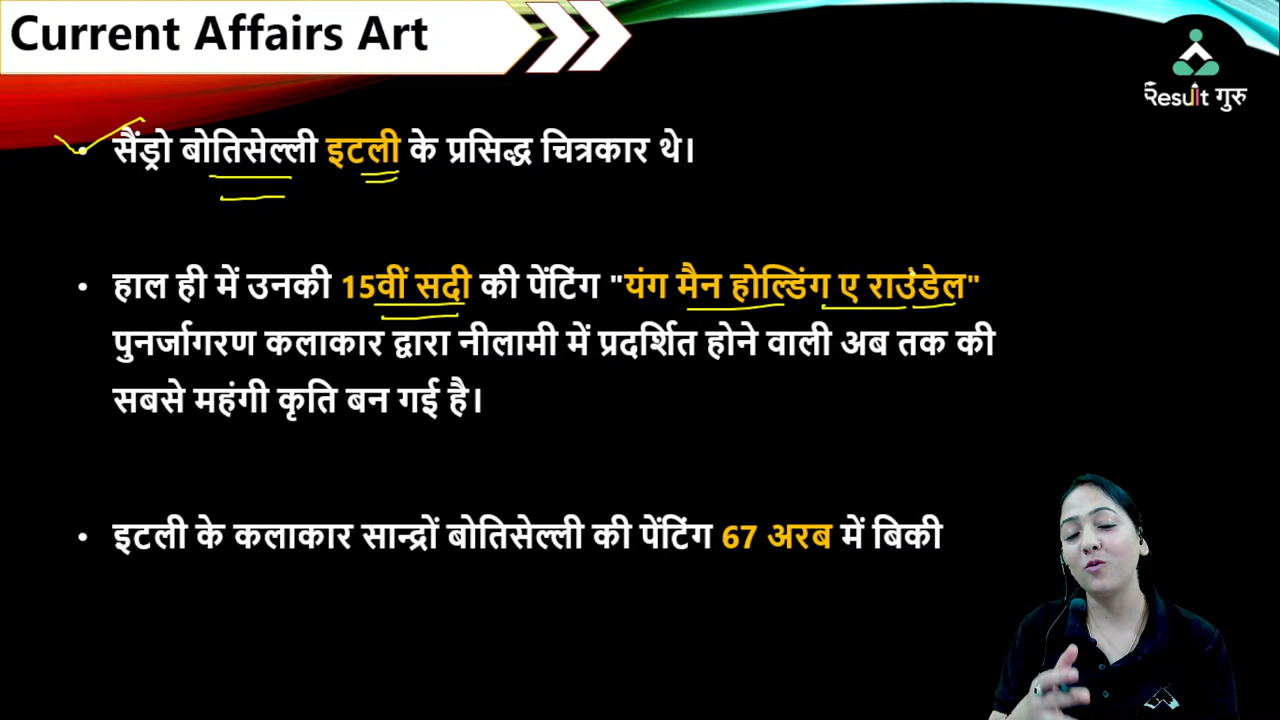 Current Affairs Art
Result गुरु
• सैंड्रो बोतिसेल्ली इटली के प्रसिद्ध चित्रकार थे।
• हाल ही में उनकी 15वीं सदी की पेंटिंग "यंग मैन होल्डिंग ए राउंडेल"
पुनर्जागरण कलाकार द्वारा नीलामी में प्रदर्शित होने वाली अब तक की
सबसे महंगी कृति बन गई है।
• इटली के कलाकार सान्द्रों बोतिसेल्ली की पेंटिंग 67 अरब में बिकी